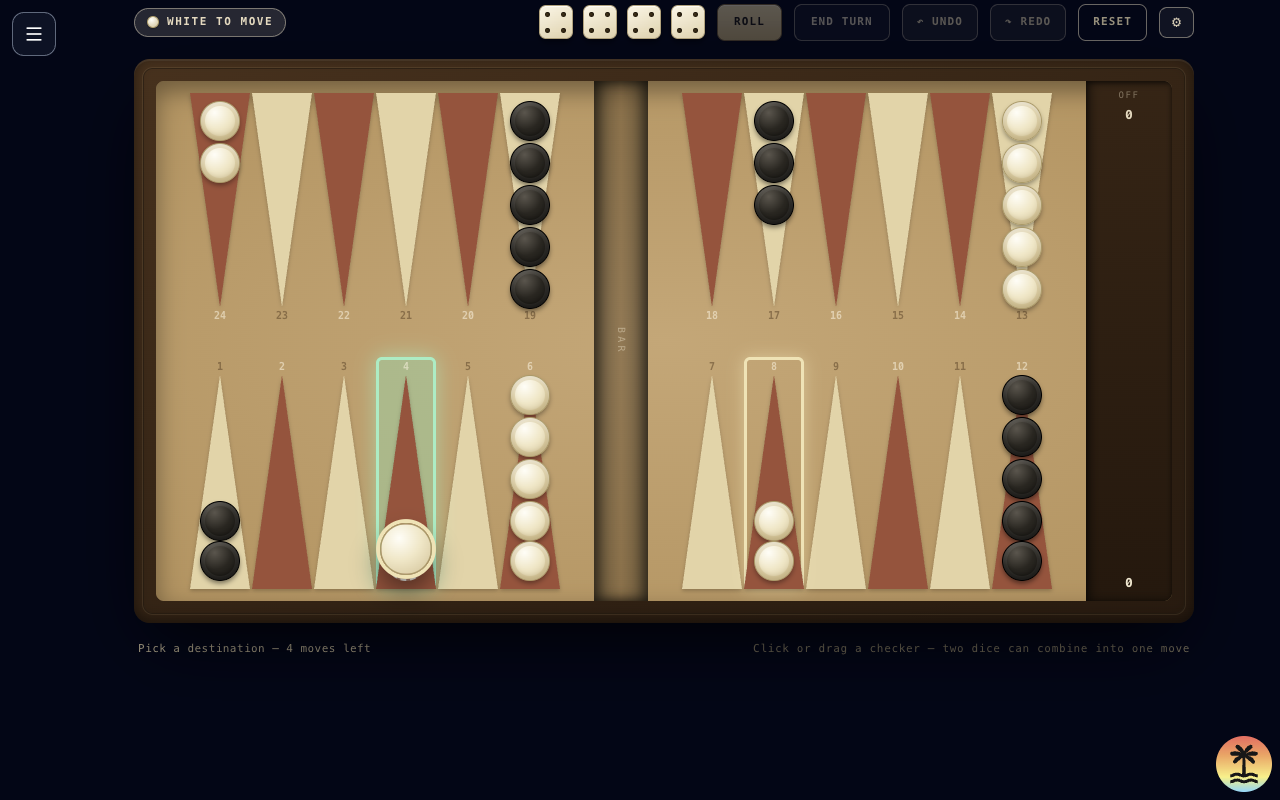 ☰
WHITE TO MOVE
ROLL
END TURN
↶ UNDO
↷ REDO
RESET
⚙
OFF
0
24 23 22 21 20 19 18 17 16 15 14 13
BAR
1 2 3 4 5 6 7 8 9 10 11 12
0
Pick a destination — 4 moves left
Click or drag a checker — two dice can combine into one move